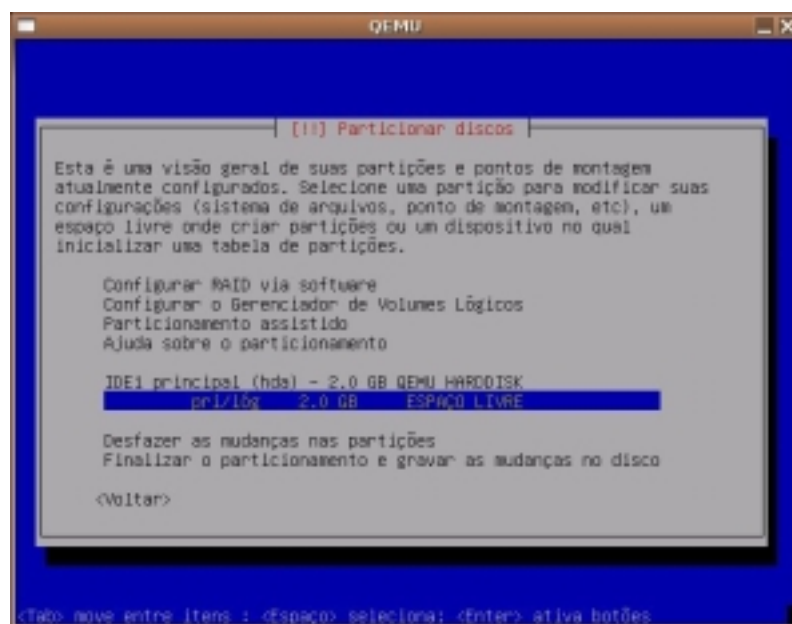 QEMU
[!!] Particionar discos
Esta é uma visão geral de suas partições e pontos de montagem
atualmente configurados. Selecione uma partição para modificar suas
configurações (sistema de arquivos, ponto de montagem, etc), um
espaço livre onde criar partições ou um dispositivo no qual
inicializar uma tabela de partições.
Configurar RAID via software
Configurar o Gerenciador de Volumes Lógicos
Particionamento assistido
Ajuda sobre o particionamento
IDE1 principal (hda) - 2.0 GB QEMU HARDDISK
pri/lóg 2.0 GB ESPAÇO LIVRE
Desfazer as mudanças nas partições
Finalizar o particionamento e gravar as mudanças no disco
<Voltar>
<Tab> move entre itens ; <Espaço> seleciona; <Enter> ativa botões